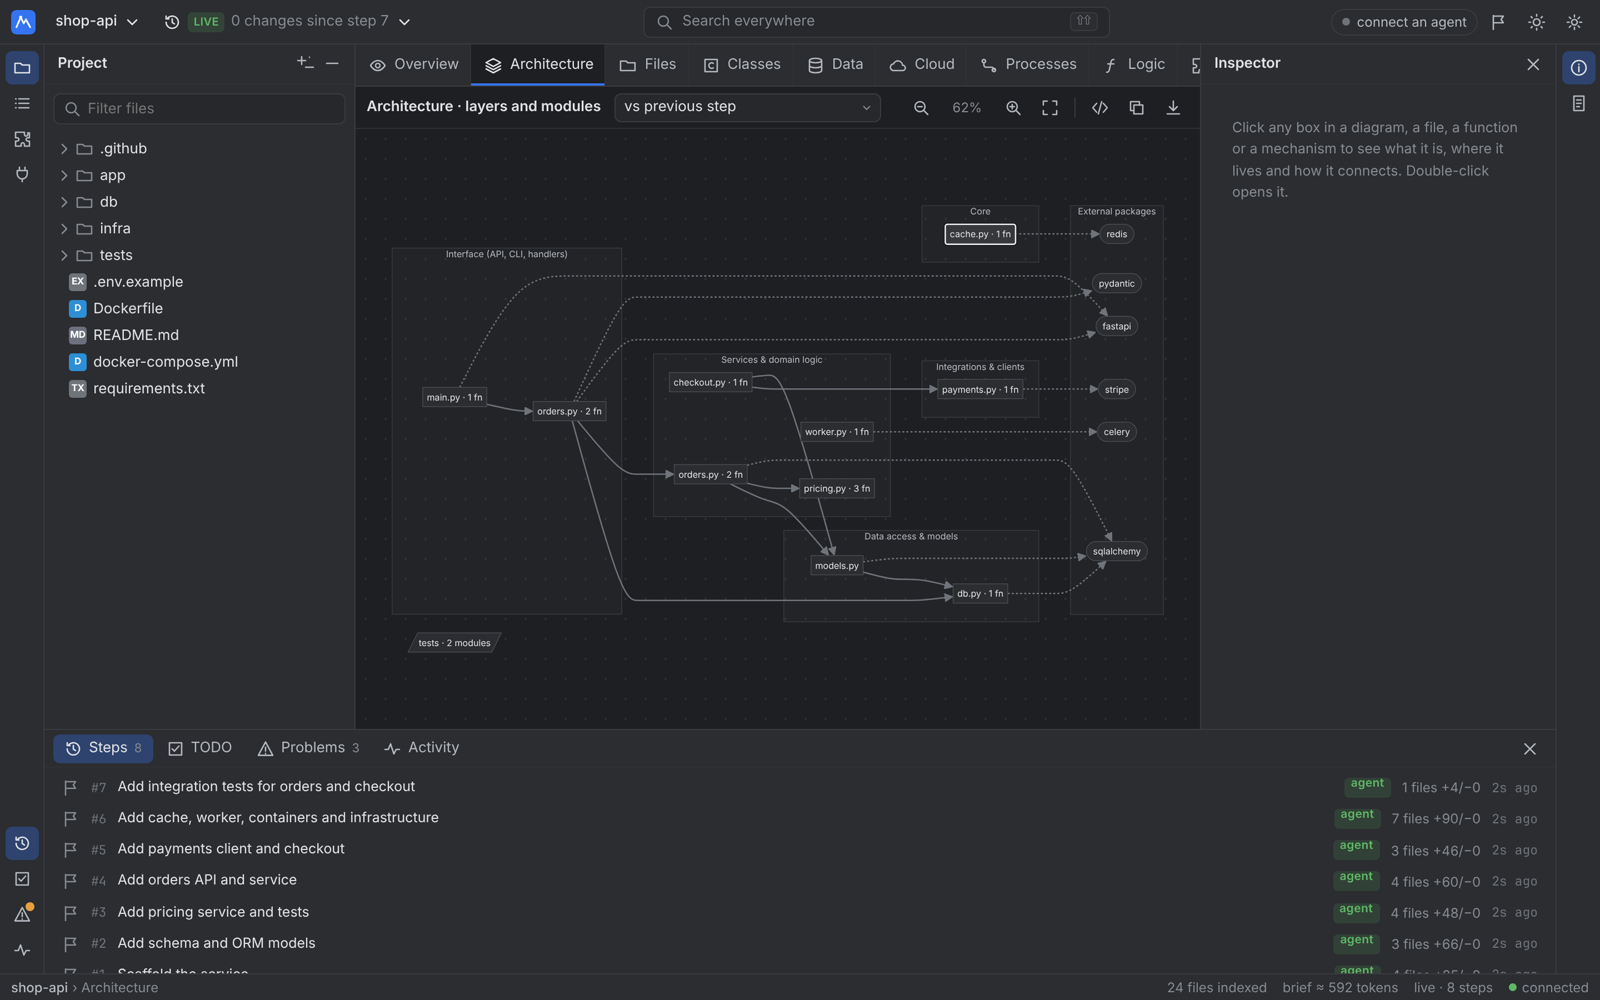 shop-api
LIVE
0 changes since step 7
Search everywhere
connect an agent
Project
Filter files
.github
app
db
infra
tests
EX .env.example
D Dockerfile
MD README.md
D docker-compose.yml
TX requirements.txt
Overview
Architecture
Files
Classes
Data
Cloud
Processes
Logic
Architecture · layers and modules
vs previous step
62%
Core
cache.py · 1 fn
External packages
redis
Interface (API, CLI, handlers)
pydantic
fastapi
Services & domain logic
checkout.py · 1 fn
Integrations & clients
payments.py · 1 fn
stripe
main.py · 1 fn
orders.py · 2 fn
worker.py · 1 fn
celery
orders.py · 2 fn
pricing.py · 3 fn
Data access & models
models.py
sqlalchemy
db.py · 1 fn
tests · 2 modules
Inspector
Click any box in a diagram, a file, a function
or a mechanism to see what it is, where it
lives and how it connects. Double-click
opens it.
Steps 8
TODO
Problems 3
Activity
#7 Add integration tests for orders and checkout agent 1 files +4/−0 2s ago
#6 Add cache, worker, containers and infrastructure agent 7 files +90/−0 2s ago
#5 Add payments client and checkout agent 3 files +46/−0 2s ago
#4 Add orders API and service agent 4 files +60/−0 2s ago
#3 Add pricing service and tests agent 4 files +48/−0 2s ago
#2 Add schema and ORM models agent 3 files +66/−0 2s ago
#1 Scaffold the service agent
shop-api › Architecture
24 files indexed
brief ≈ 592 tokens
live · 8 steps
connected